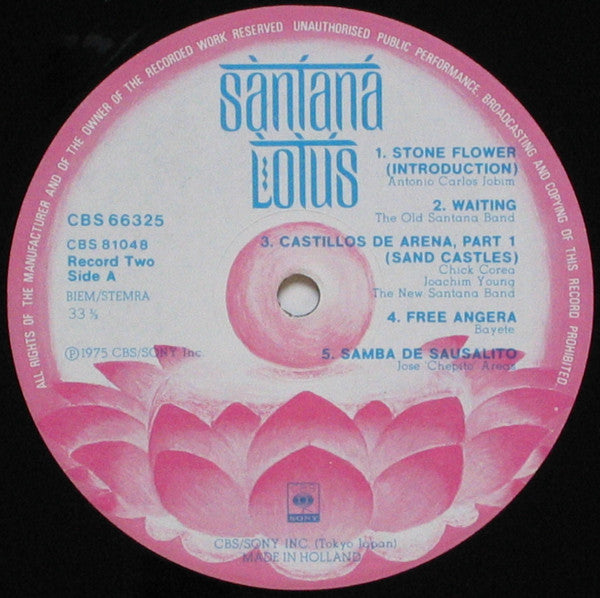 ALL RIGHTS OF THE MANUFACTURER AND OF THE OWNER OF THE RECORDED WORK RESERVED UNAUTHORISED PUBLIC PERFORMANCE, BROADCASTING AND COPYING OF THIS RECORD PROHIBITED
sàntaná
Lòtús
1. STONE FLOWER
(INTRODUCTION)
Antonio Carlos Jobim
2. WAITING
The Old Santana Band
3. CASTILLOS DE ARENA, PART 1
(SAND CASTLES)
Chick Corea
Joachim Young
The New Santana Band
4. FREE ANGERA
Bayete
5. SAMBA DE SAUSALITO
Jose 'Chepito' Areas
CBS 66325
CBS 81048
Record Two
Side A
BIEM/STEMRA
33 ⅓
Ⓟ1975 CBS/SONY Inc.
SONY
CBS/SONY INC. (Tokyo Japan)
MADE IN HOLLAND